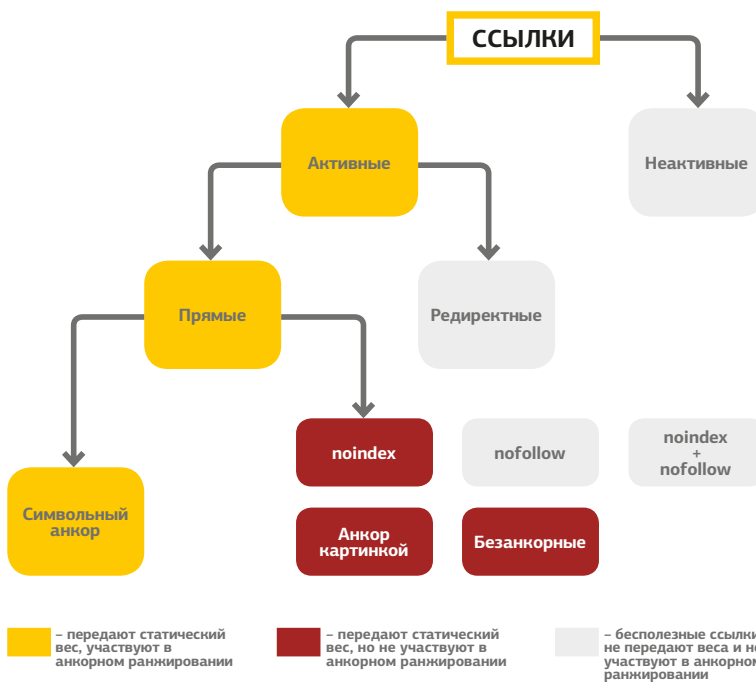 ССЫЛКИ
Активные
Неактивные
Прямые
Редиректные
noindex
nofollow
noindex
+
nofollow
Символьный
анкор
Анкор
картинкой
Безанкорные
– передают статический
вес, участвуют в
анкорном ранжировании
– передают статический
вес, но не участвуют в
анкорном ранжировании
– бесполезные ссылки
не передают веса и не
участвуют в анкорном
ранжировании